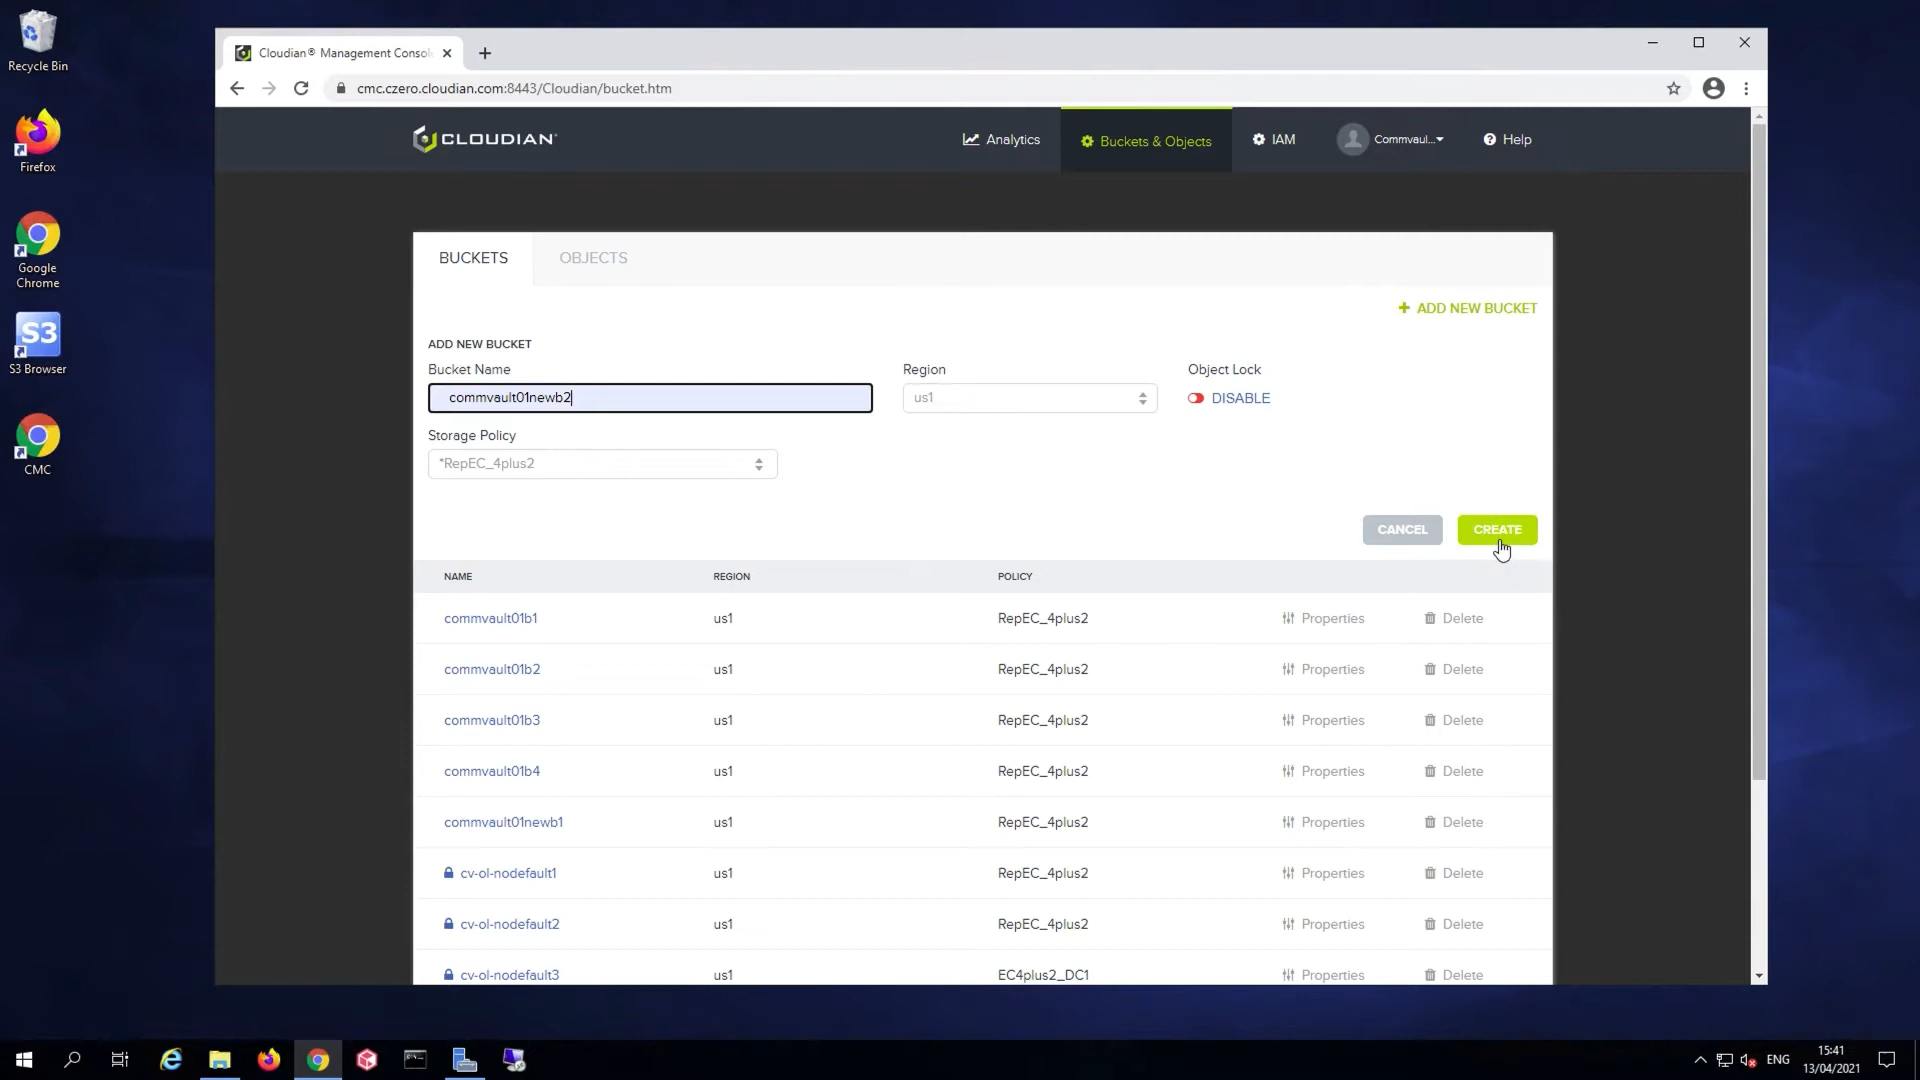 Recycle Bin
Firefox
Google
Chrome
S3
S3 Browser
CMC
Cloudian® Management Consol
cmc.czero.cloudian.com:8443/Cloudian/bucket.htm
CLOUDIAN
Analytics
Buckets & Objects
IAM
Commvaul...
Help
BUCKETS
OBJECTS
+ ADD NEW BUCKET
ADD NEW BUCKET
Bucket Name
Region
Object Lock
commvault01newb2
us1
DISABLE
Storage Policy
*RepEC_4plus2
CANCEL
CREATE
NAME REGION POLICY
commvault01b1 us1 RepEC_4plus2 Properties Delete
commvault01b2 us1 RepEC_4plus2 Properties Delete
commvault01b3 us1 RepEC_4plus2 Properties Delete
commvault01b4 us1 RepEC_4plus2 Properties Delete
commvault01newb1 us1 RepEC_4plus2 Properties Delete
cv-ol-nodefault1 us1 RepEC_4plus2 Properties Delete
cv-ol-nodefault2 us1 RepEC_4plus2 Properties Delete
cv-ol-nodefault3 us1 EC4plus2_DC1 Properties Delete
ENG
15:41
13/04/2021